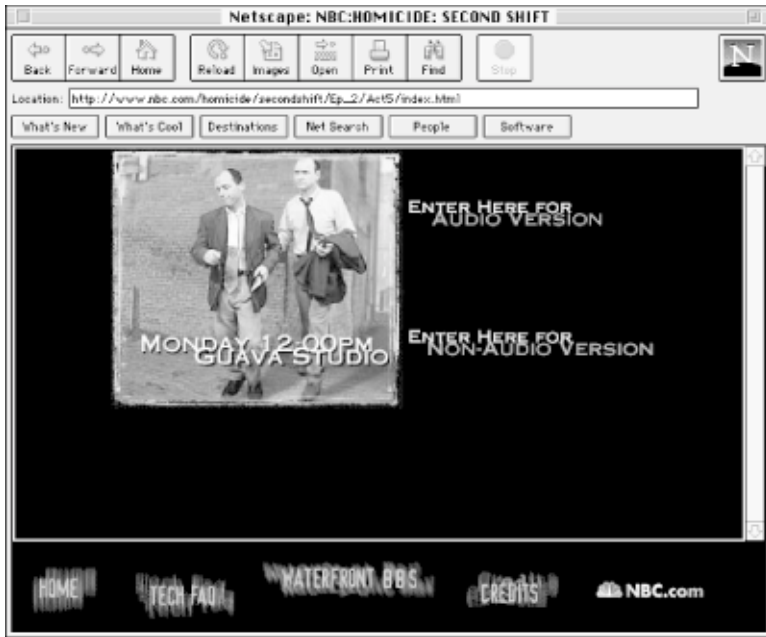 Netscape: NBC:HOMICIDE: SECOND SHIFT
Back Forward Home Reload Images Open Print Find Stop
N
Location: http://www.nbc.com/homicide/secondshift/Ep_2/Act5/index.html
What's New What's Cool Destinations Net Search People Software
ENTER HERE FOR
AUDIO VERSION
MONDAY 12:00PM
GUAVA STUDIO
ENTER HERE FOR
NON-AUDIO VERSION
HOME TECH FAQ WATERFRONT BBS CREDITS NBC.com